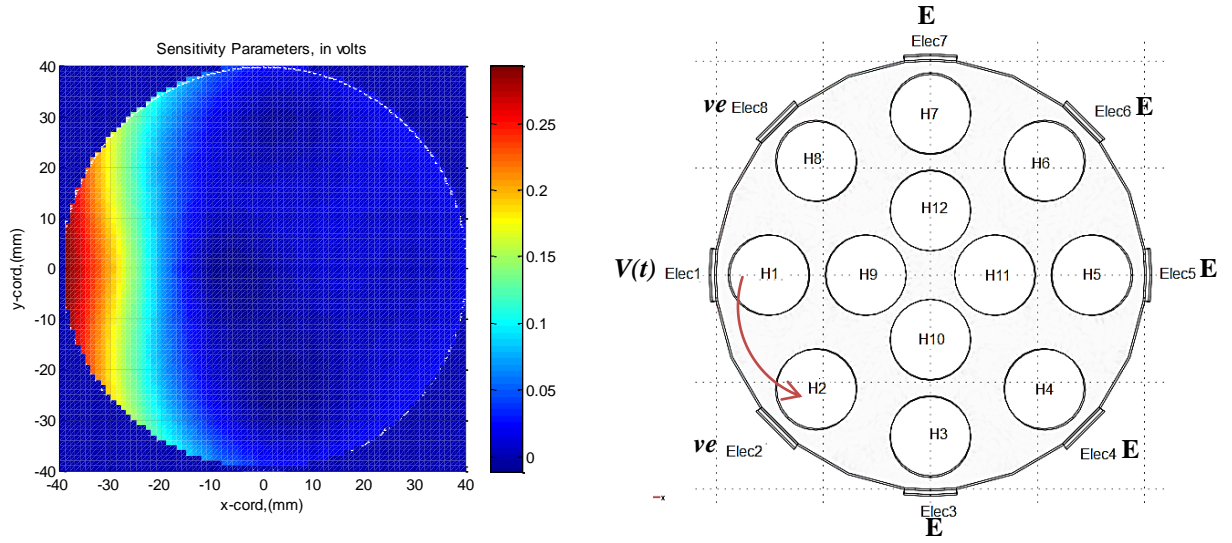 Sensitivity Parameters, in volts
40
30
20
10
0
-10
-20
-30
-40
y-cord,(mm)
-40 -30 -20 -10 0 10 20 30 40
x-cord,(mm)
0.25
0.2
0.15
0.1
0.05
0
E
Elec7
ve Elec8
Elec6 E
H7
H8
H6
H12
V(t) Elec1
H1
H9
H11
H5
Elec5 E
H10
H2
H4
H3
ve Elec2
Elec4 E
x
Elec3
E